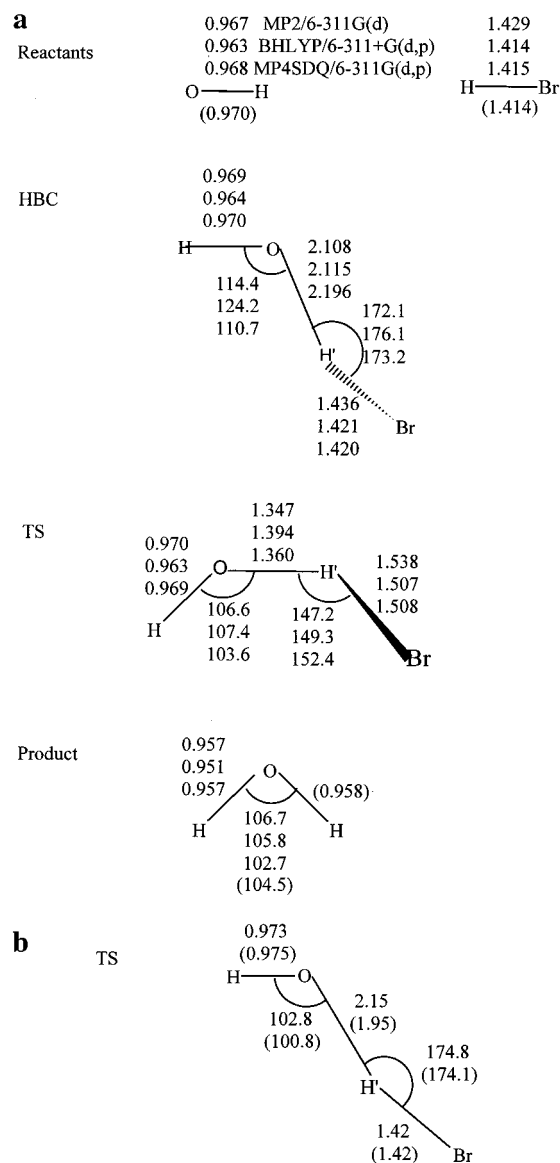 a
Reactants
0.967 MP2/6-311G(d)
0.963 BHLYP/6-311+G(d,p)
0.968 MP4SDQ/6-311G(d,p)
O H
(0.970)
1.429
1.414
1.415
H Br
(1.414)
HBC
0.969
0.964
0.970
H O
114.4
124.2
110.7
2.108
2.115
2.196
172.1
176.1
173.2
H'
1.436
1.421
1.420
Br
TS
0.970
0.963
0.969
1.347
1.394
1.360
O H'
1.538
1.507
1.508
H
106.6
107.4
103.6
147.2
149.3
152.4
Br
Product
0.957
0.951
0.957
O
(0.958)
H H
106.7
105.8
102.7
(104.5)
b
TS
0.973
(0.975)
H O
102.8
(100.8)
2.15
(1.95)
174.8
(174.1)
H'
1.42
(1.42)
Br